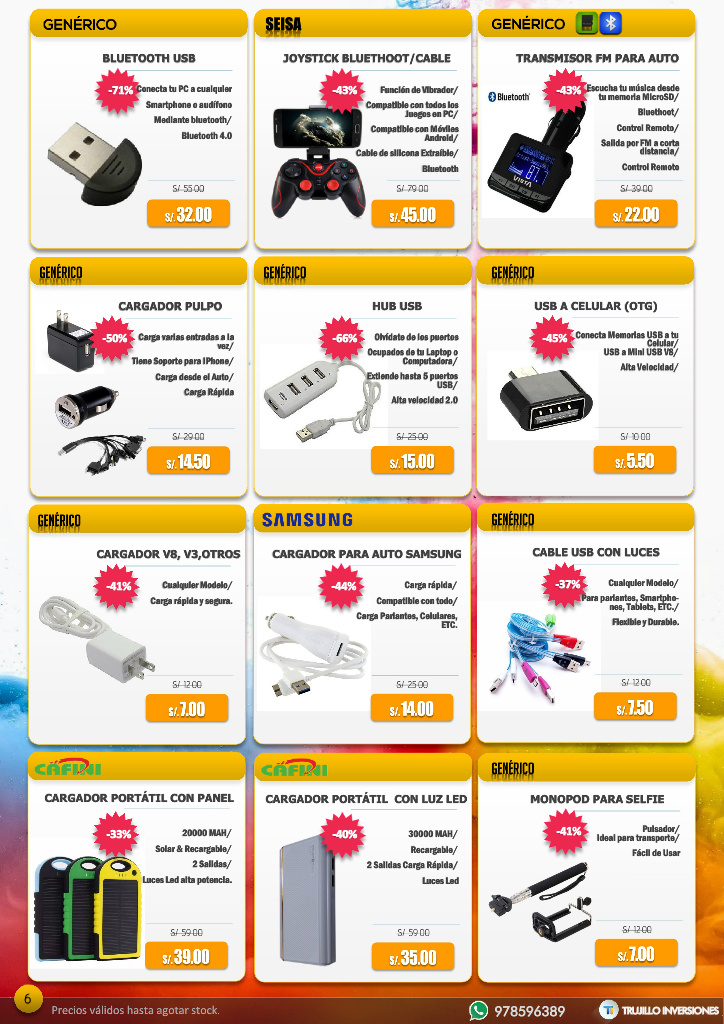 GENÉRICO
BLUETOOTH USB
-71%
Conecta tu PC a cualquier
Smartphone o audífono
Mediante bluetooth/
Bluetooth 4.0
S/ 55.00
S/. 32.00
SEISA
JOYSTICK BLUETHOOT/CABLE
-43%
Función de Vibrador/
Compatible con todos los
Juegos en PC/
Compatible con Móviles
Android/
Cable de silicona Extraíble/
Bluetooth
S/ 79.00
S/. 45.00
GENÉRICO
TRANSMISOR FM PARA AUTO
Bluetooth
-43%
Escucha tu música desde
tu memoria MicroSD/
Bluethoot/
Control Remoto/
Salida por FM a corta
distancia/
Control Remoto
S/ 39.00
S/. 22.00
GENÉRICO
CARGADOR PULPO
-50%
Carga varias entradas a la
vez/
Tiene Soporte para IPhone/
Carga desde el Auto/
Carga Rápida
S/ 29.00
S/. 14.50
GENÉRICO
HUB USB
-66%
Olvídate de los puertos
Ocupados de tu Laptop o
Computadora/
Extiende hasta 5 puertos
USB/
Alta velocidad 2.0
S/ 25.00
S/. 15.00
GENÉRICO
USB A CELULAR (OTG)
-45%
Conecta Memorias USB a tu
Celular/
USB a Mini USB V8/
Alta Velocidad/
S/ 10.00
S/. 5.50
GENÉRICO
CARGADOR V8, V3,OTROS
-41%
Cualquier Modelo/
Carga rápida y segura.
S/ 12.00
S/. 7.00
SAMSUNG
CARGADOR PARA AUTO SAMSUNG
-44%
Carga rápida/
Compatible con todo/
Carga Parlantes, Celulares,
ETC.
S/ 25.00
S/. 14.00
GENÉRICO
CABLE USB CON LUCES
-37%
Cualquier Modelo/
Para parlantes, Smartpho-
nes, Tablets, ETC./
Flexible y Durable.
S/ 12.00
S/. 7.50
CAFINI
CARGADOR PORTÁTIL CON PANEL
-33%
20000 MAH/
Solar & Recargable/
2 Salidas/
Luces Led alta potencia.
S/ 59.00
S/. 39.00
CAFINI
CARGADOR PORTÁTIL CON LUZ LED
-40%
30000 MAH/
Recargable/
2 Salidas Carga Rápida/
Luces Led
S/ 59.00
S/. 35.00
GENÉRICO
MONOPOD PARA SELFIE
-41%
Pulsador/
Ideal para transporte/
Fácil de Usar
S/ 12.00
S/. 7.00
6
Precios válidos hasta agotar stock.
978596389
TRUJILLO INVERSIONES